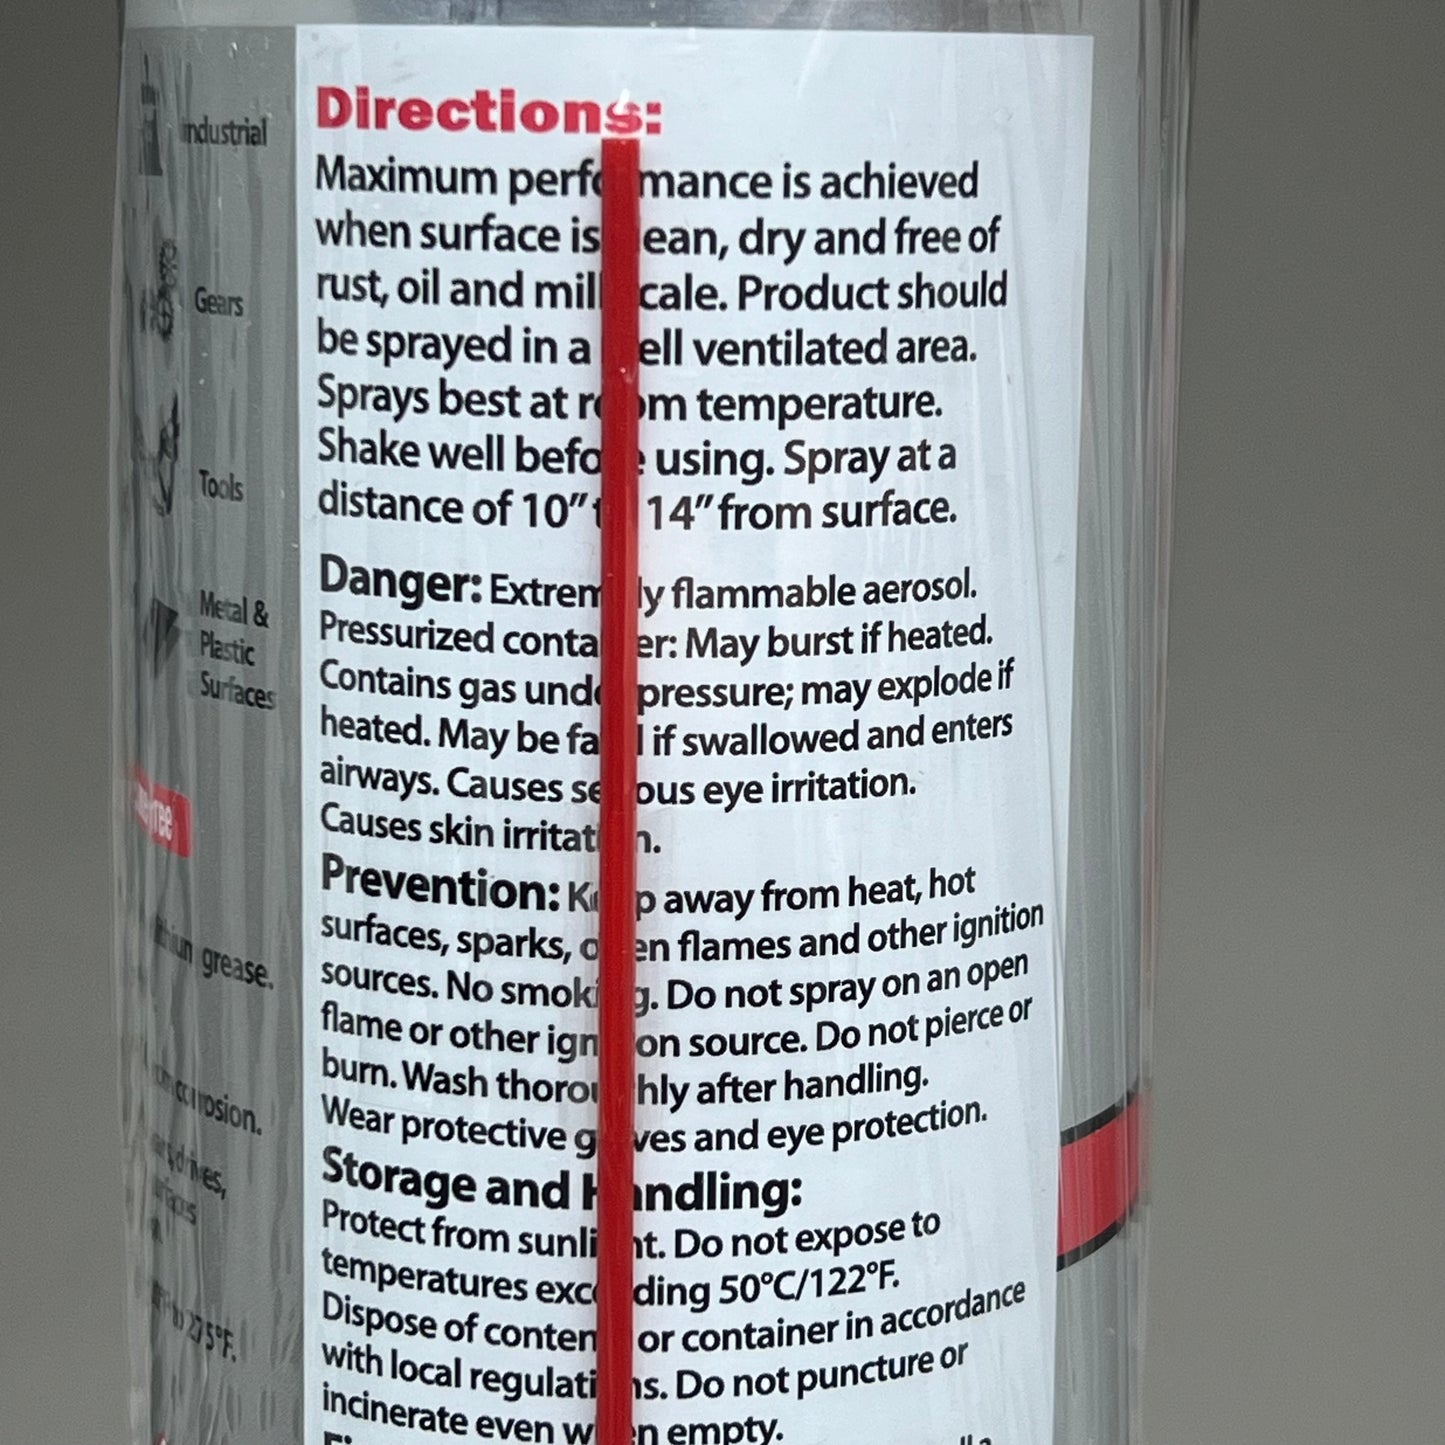 Directions:
Maximum performance is achieved
when surface is clean, dry and free of
rust, oil and mill scale. Product should
be sprayed in a well ventilated area.
Sprays best at room temperature.
Shake well before using. Spray at a
distance of 10” to 14” from surface.
Danger: Extremely flammable aerosol.
Pressurized container: May burst if heated.
Contains gas under pressure; may explode if
heated. May be fatal if swallowed and enters
airways. Causes serious eye irritation.
Causes skin irritation.
Prevention: Keep away from heat, hot
surfaces, sparks, open flames and other ignition
sources. No smoking. Do not spray on an open
flame or other ignition source. Do not pierce or
burn. Wash thoroughly after handling.
Wear protective gloves and eye protection.
Storage and Handling:
Protect from sunlight. Do not expose to
temperatures exceeding 50°C/122°F.
Dispose of contents or container in accordance
with local regulations. Do not puncture or
incinerate even when empty.
Industrial
Gears
Tools
Metal &
Plastic
Surfaces
grease.
corrosion.
drives,
275°F.